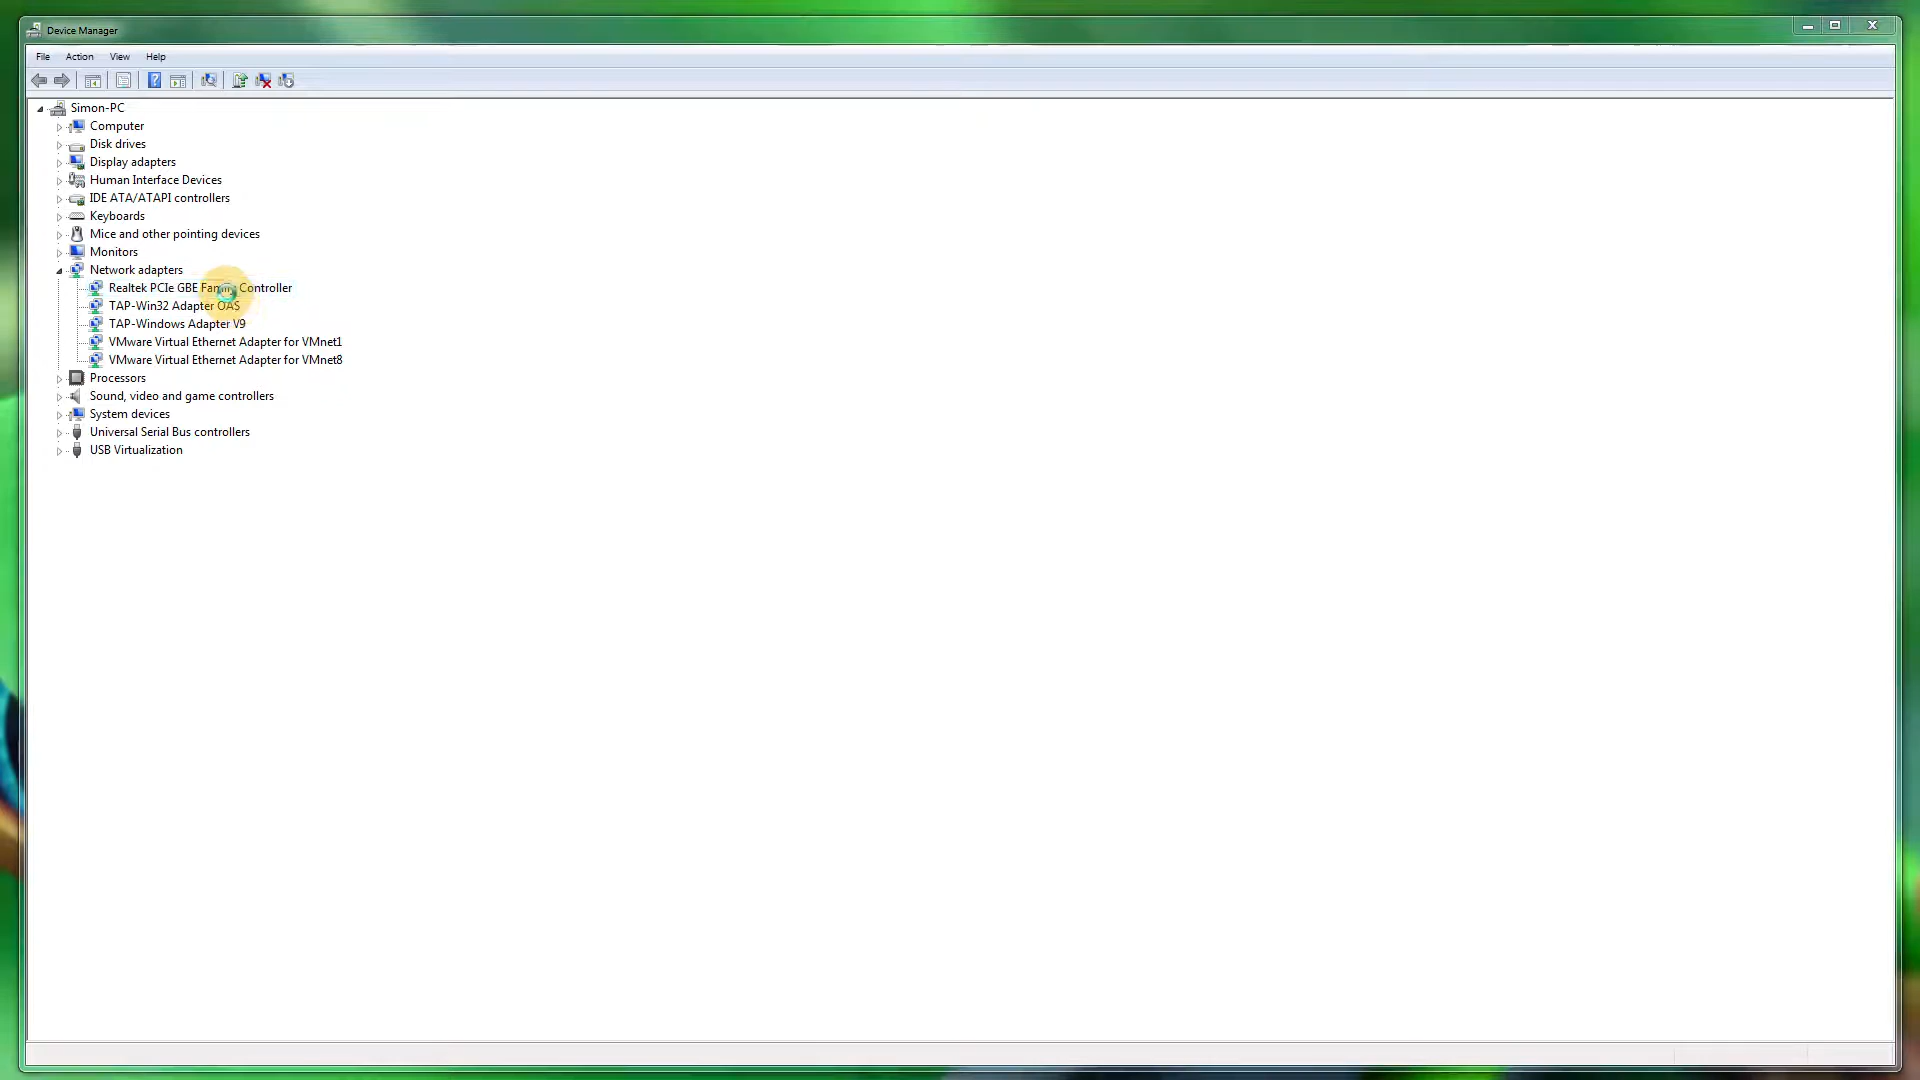 Device Manager
File Action View Help
Simon-PC
Computer
Disk drives
Display adapters
Human Interface Devices
IDE ATA/ATAPI controllers
Keyboards
Mice and other pointing devices
Monitors
Network adapters
Realtek PCIe GBE Family Controller
TAP-Win32 Adapter OAS
TAP-Windows Adapter V9
VMware Virtual Ethernet Adapter for VMnet1
VMware Virtual Ethernet Adapter for VMnet8
Processors
Sound, video and game controllers
System devices
Universal Serial Bus controllers
USB Virtualization